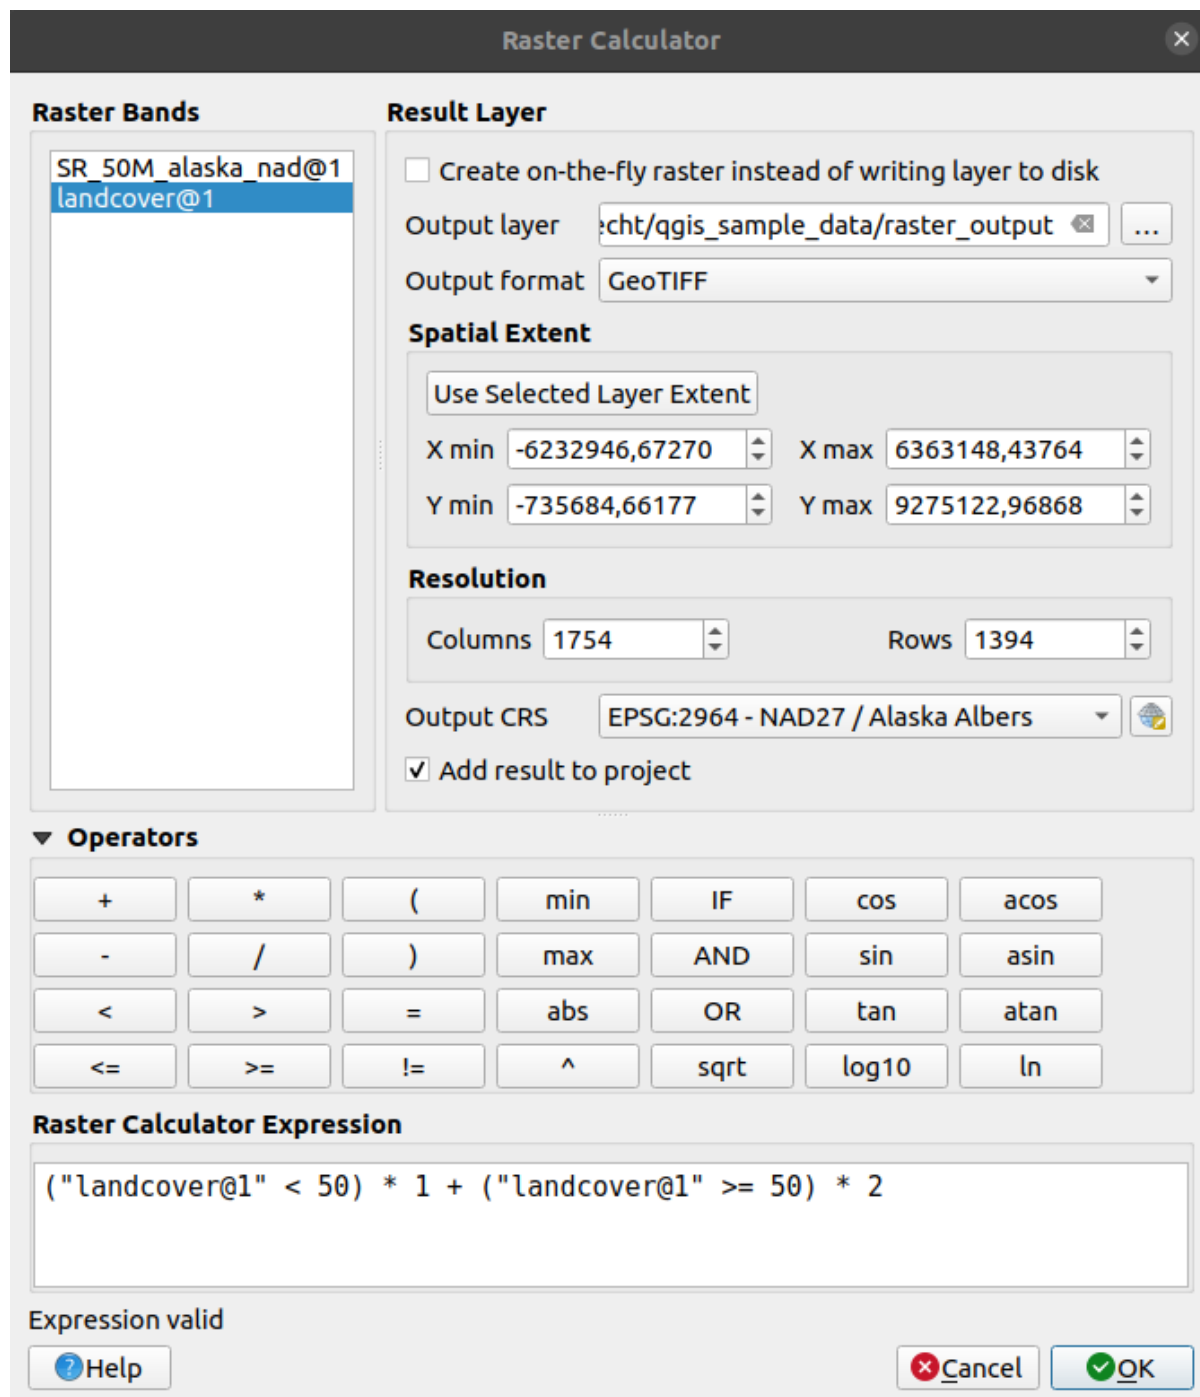 Raster Calculator
Raster Bands
SR_50M_alaska_nad@1
landcover@1
Result Layer
Create on-the-fly raster instead of writing layer to disk
Output layer echt/qgis_sample_data/raster_output ...
Output format GeoTIFF
Spatial Extent
Use Selected Layer Extent
X min -6232946,67270 X max 6363148,43764
Y min -735684,66177 Y max 9275122,96868
Resolution
Columns 1754 Rows 1394
Output CRS EPSG:2964 - NAD27 / Alaska Albers
Add result to project
Operators
+ * ( min IF cos acos
- / ) max AND sin asin
< > = abs OR tan atan
<= >= != ^ sqrt log10 ln
Raster Calculator Expression
("landcover@1" < 50) * 1 + ("landcover@1" >= 50) * 2
Expression valid
Help Cancel OK